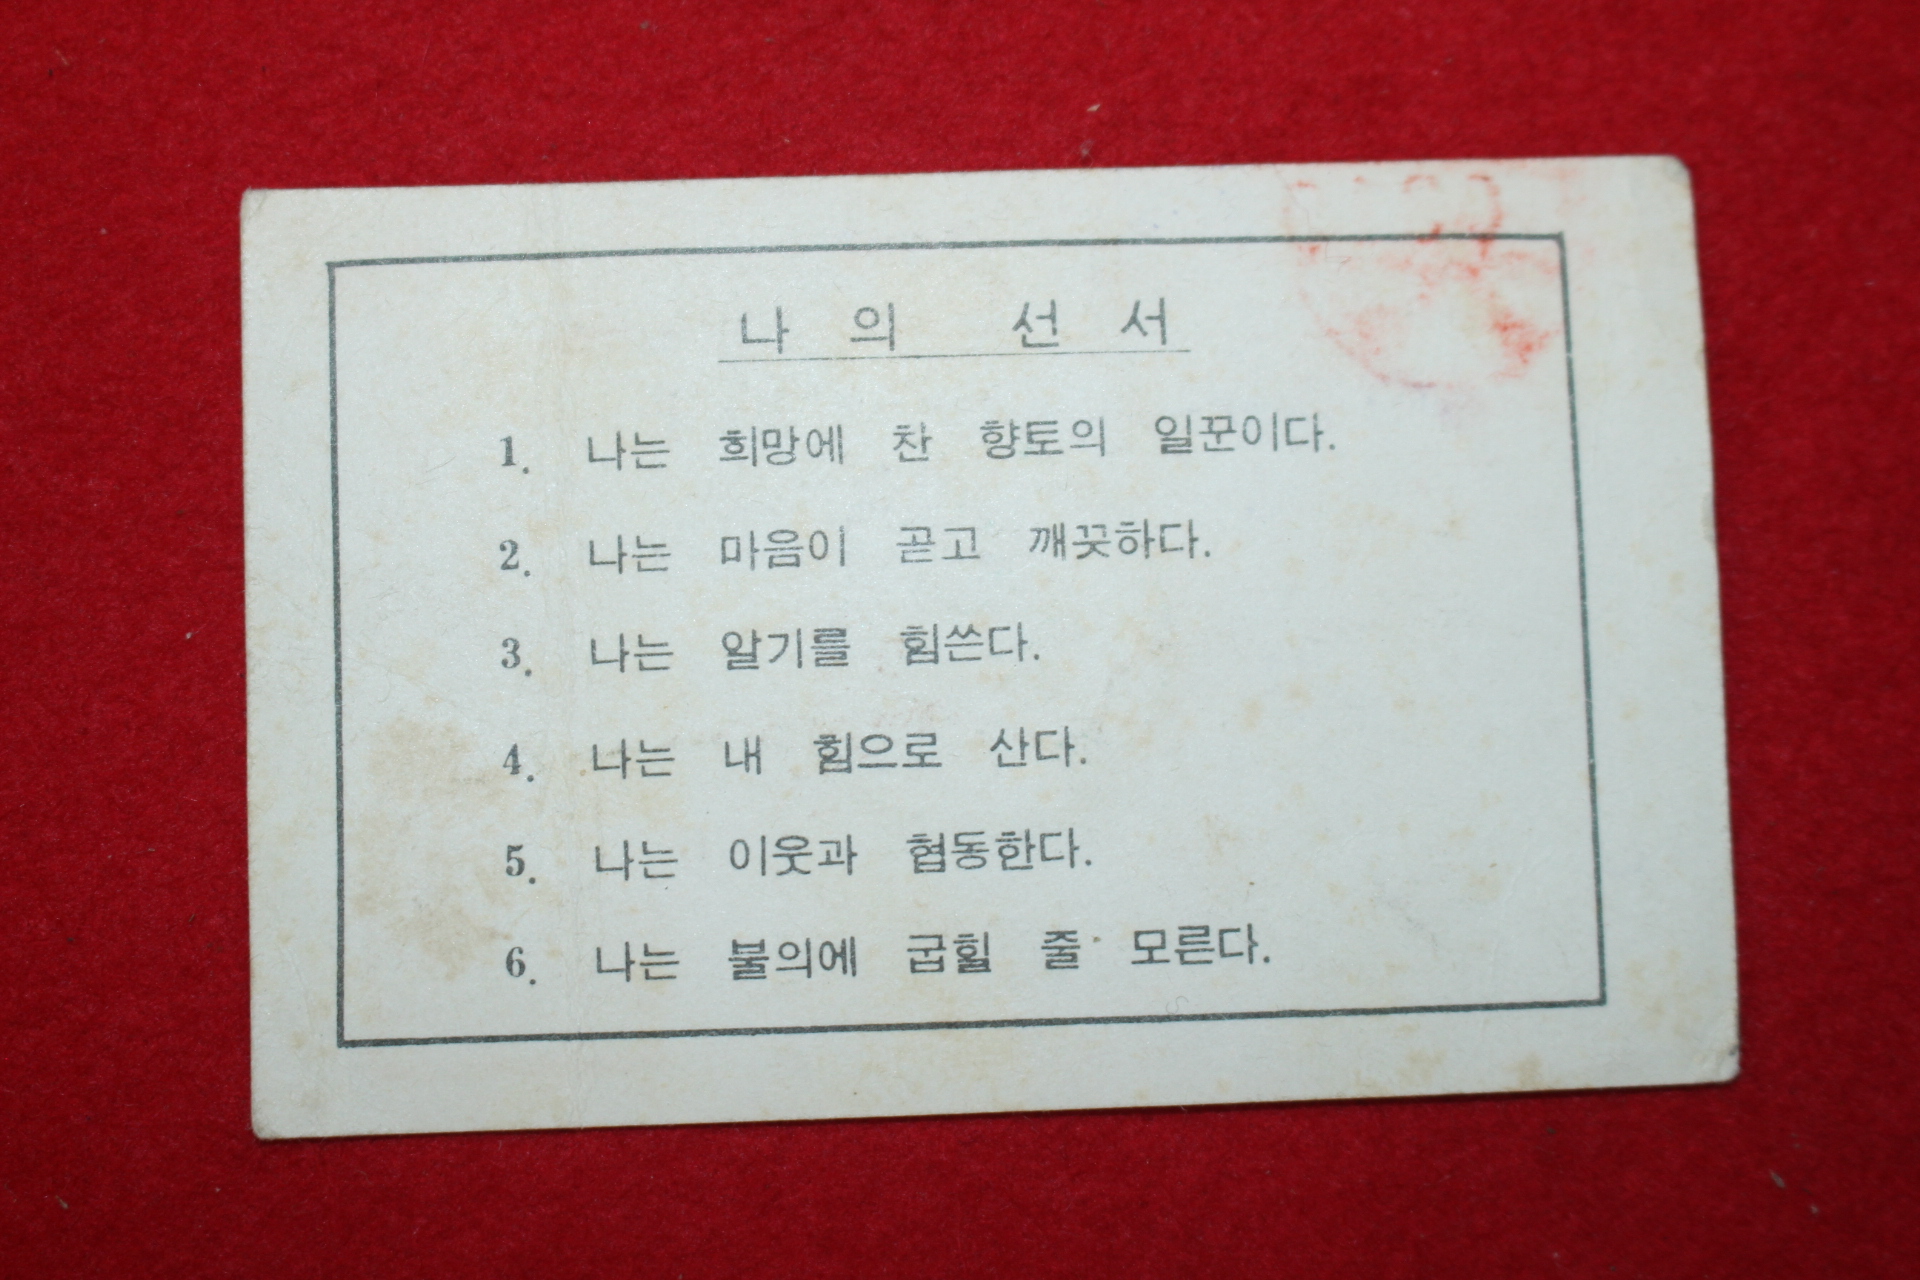 나의 선서
1. 나는 희망에 찬 향토의 일꾼이다.
2. 나는 마음이 곧고 깨끗하다.
3. 나는 알기를 힘쓴다.
4. 나는 내 힘으로 산다.
5. 나는 이웃과 협동한다.
6. 나는 불의에 굽힐 줄 모른다.